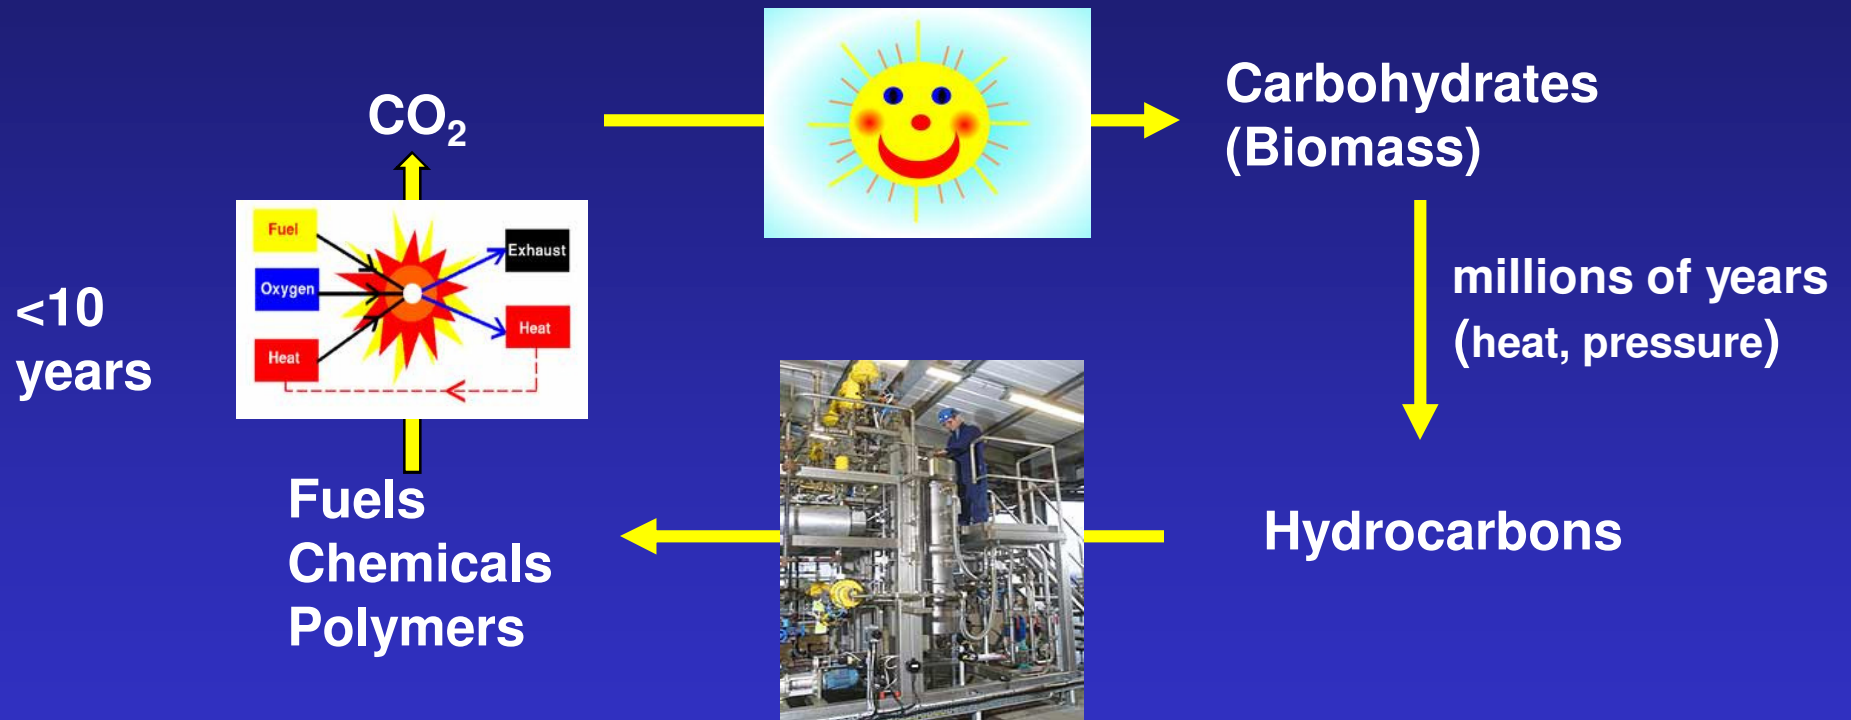 CO₂
Carbohydrates
(Biomass)
millions of years
(heat, pressure)
Hydrocarbons
Fuels
Chemicals
Polymers
<10
years
Fuel
Oxygen
Heat
Exhaust
Heat